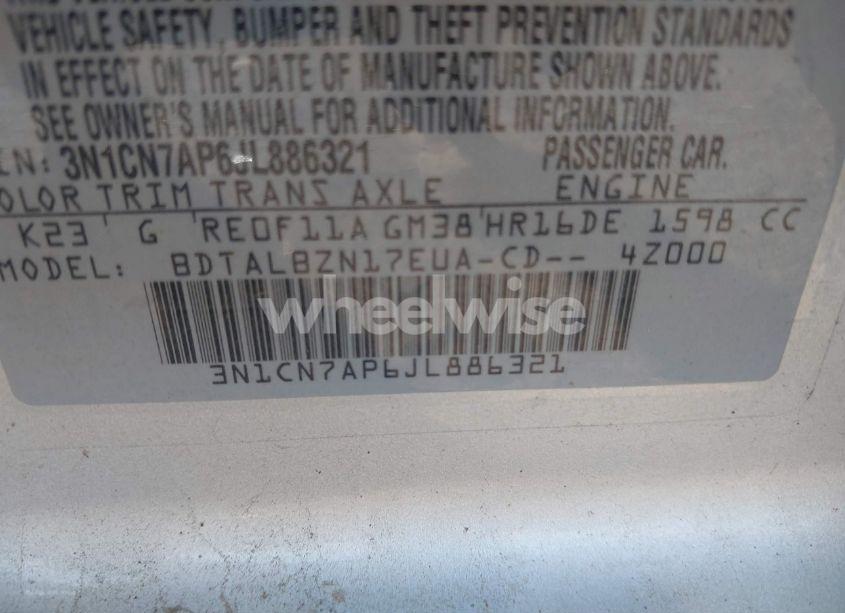 VEHICLE SAFETY, BUMPER AND THEFT PREVENTION STANDARDS
IN EFFECT ON THE DATE OF MANUFACTURE SHOWN ABOVE.
SEE OWNER'S MANUAL FOR ADDITIONAL INFORMATION.
3N1CN7AP6JL886321 PASSENGER CAR.
OLOR TRIM TRANS AXLE ENGINE
K23 G RE0F11A GM38 HR16DE 1598 CC
MODEL: BDTALBZN17EUA-CD-- 4Z000
wheelwise
3N1CN7AP6JL886321